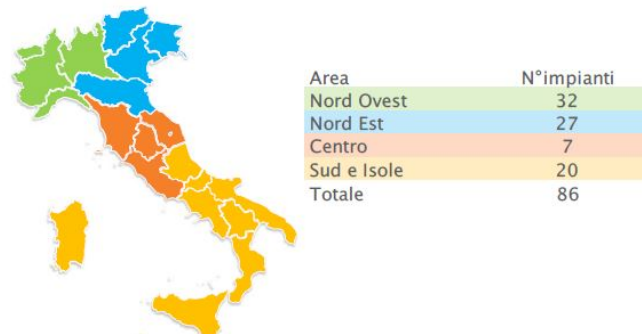 Area N°impianti
Nord Ovest 32
Nord Est 27
Centro 7
Sud e Isole 20
Totale 86